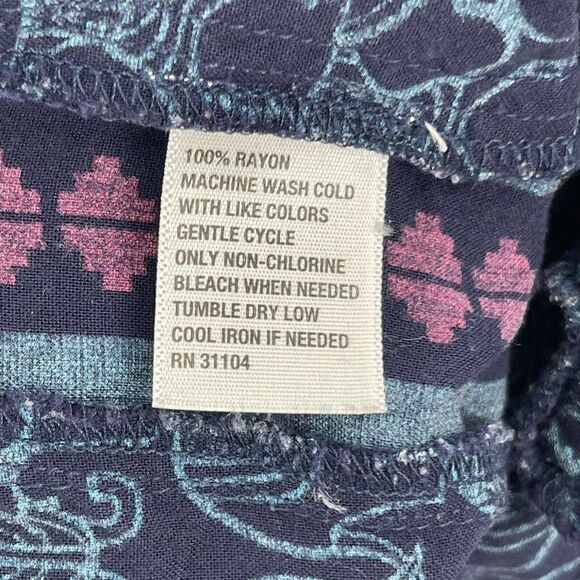 100% RAYON
MACHINE WASH COLD
WITH LIKE COLORS
GENTLE CYCLE
ONLY NON-CHLORINE
BLEACH WHEN NEEDED
TUMBLE DRY LOW
COOL IRON IF NEEDED
RN 31104